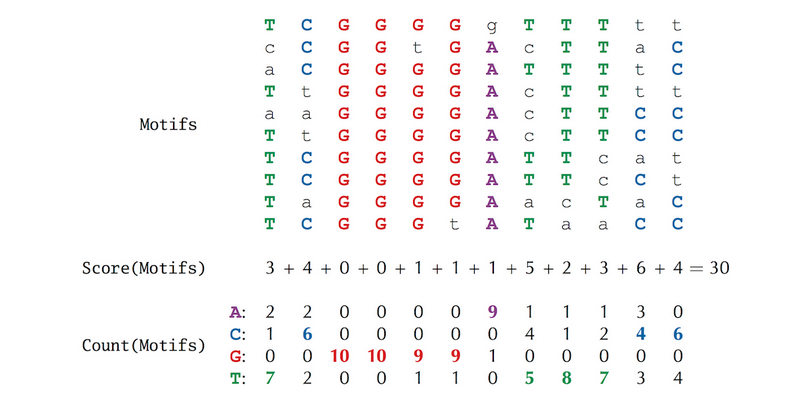 T C G G G G g T T T t t
c C G G t G A c T T a C
a C G G G G A T T T t C
T t G G G G A c T T t t
Motifs a a G G G G A c T T C C
T t G G G G A c T T C C
T C G G G G A T T c a t
T C G G G G A T T c C t
T a G G G G A a c T a C
T C G G G t A T a a C C
Score(Motifs) 3 + 4 + 0 + 0 + 1 + 1 + 1 + 5 + 2 + 3 + 6 + 4 = 30
A: 2 2 0 0 0 0 9 1 1 1 3 0
C: 1 6 0 0 0 0 0 4 1 2 4 6
Count(Motifs)
G: 0 0 10 10 9 9 1 0 0 0 0 0
T: 7 2 0 0 1 1 0 5 8 7 3 4